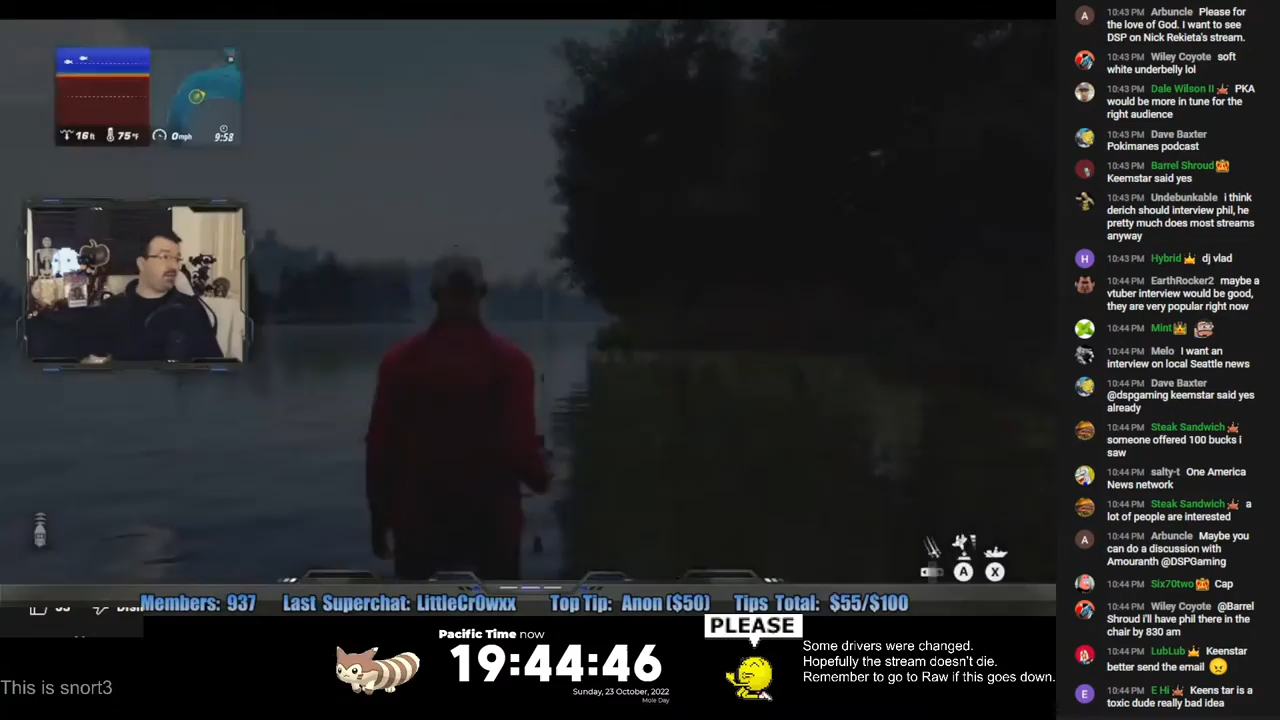 16 ft 75°F 0 mph 9:58
A X
Members: 937 Last Superchat: LittleCr0wxx Top Tip: Anon ($50) Tips Total: $55/$100
Pacific Time now
19:44:46
Sunday, 23 October, 2022
Mole Day
PLEASE
Some drivers were changed.
Hopefully the stream doesn't die.
Remember to go to Raw if this goes down.
This is snort3
10:43 PM Arbuncle Please for
the love of God. I want to see
DSP on Nick Rekieta's stream.
10:43 PM Wiley Coyote soft
white underbelly lol
10:43 PM Dale Wilson II PKA
would be more in tune for the
right audience
10:43 PM Dave Baxter
Pokimanes podcast
10:43 PM Barrel Shroud
Keemstar said yes
10:43 PM Undebunkable i think
derich should interview phil, he
pretty much does most streams
anyway
10:43 PM Hybrid dj vlad
10:44 PM EarthRocker2 maybe a
vtuber interview would be good,
they are very popular right now
10:44 PM Mint
10:44 PM Melo I want an
interview on local Seattle news
10:44 PM Dave Baxter
@dspgaming keemstar said yes
already
10:44 PM Steak Sandwich
someone offered 100 bucks i
saw
10:44 PM salty-t One America
News network
10:44 PM Steak Sandwich a
lot of people are interested
10:44 PM Arbuncle Maybe you
can do a discussion with
Amouranth @DSPGaming
10:44 PM Six70two Cap
10:44 PM Wiley Coyote @Barrel
Shroud i'll have phil there in the
chair by 830 am
10:44 PM LubLub Keenstar
better send the email
10:44 PM E Hi Keens tar is a
toxic dude really bad idea